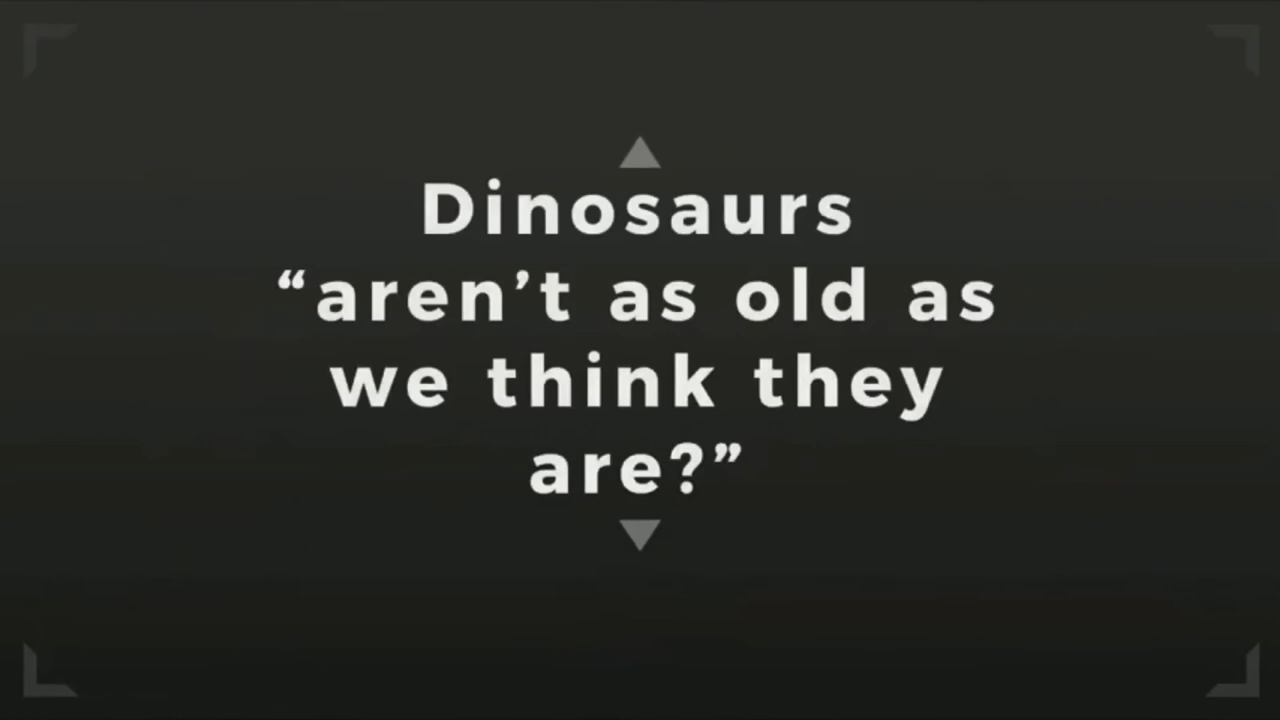 Dinosaurs
“aren’t as old as
we think they
are?”